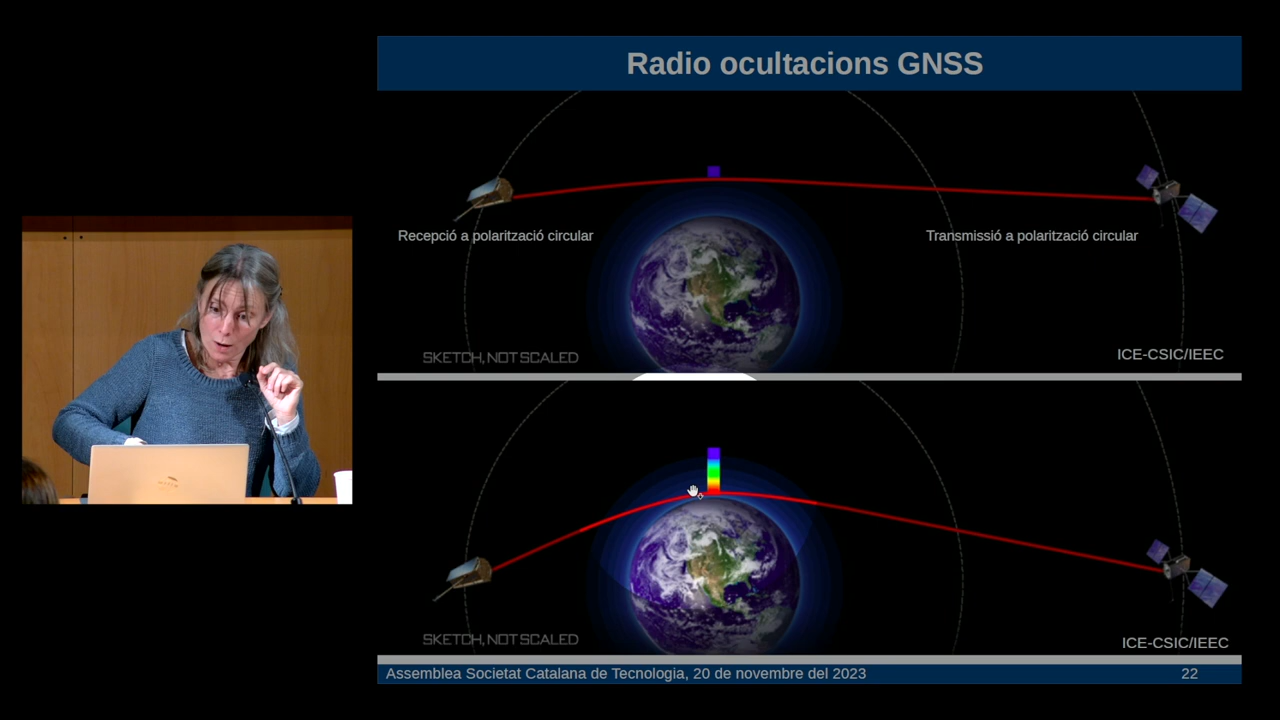 Radio ocultacions GNSS
Recepció a polarització circular
Transmissió a polarització circular
SKETCH, NOT SCALED
ICE-CSIC/IEEC
SKETCH, NOT SCALED
ICE-CSIC/IEEC
Assemblea Societat Catalana de Tecnologia, 20 de novembre del 2023
22